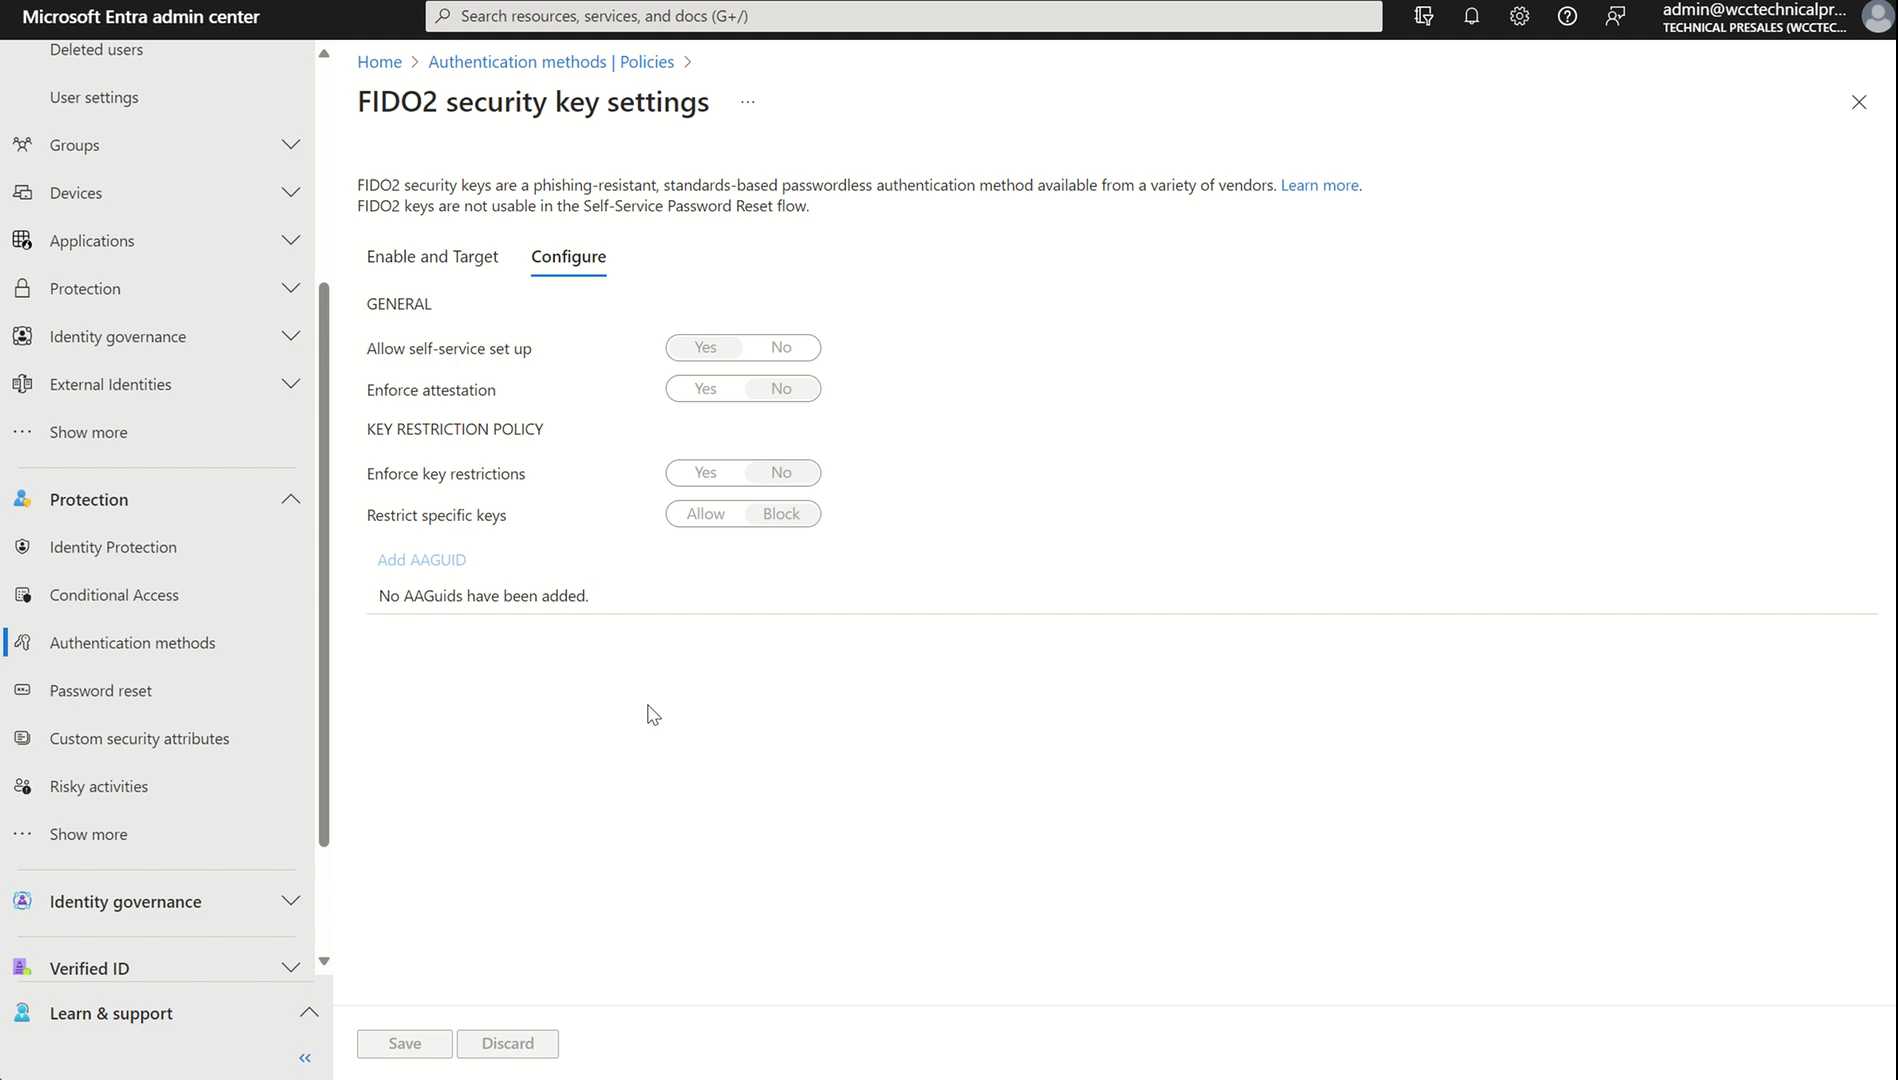 Microsoft Entra admin center
Search resources, services, and docs (G+/)
admin@wcctechnicalpr...
TECHNICAL PRESALES (WCCTEC...
Deleted users
User settings
Groups
Devices
Applications
Protection
Identity governance
External Identities
Show more
Protection
Identity Protection
Conditional Access
Authentication methods
Password reset
Custom security attributes
Risky activities
Show more
Identity governance
Verified ID
Learn & support
Home > Authentication methods | Policies >
FIDO2 security key settings ...
FIDO2 security keys are a phishing-resistant, standards-based passwordless authentication method available from a variety of vendors. Learn more.
FIDO2 keys are not usable in the Self-Service Password Reset flow.
Enable and Target Configure
GENERAL
Allow self-service set up Yes No
Enforce attestation Yes No
KEY RESTRICTION POLICY
Enforce key restrictions Yes No
Restrict specific keys Allow Block
Add AAGUID
No AAGuids have been added.
Save Discard